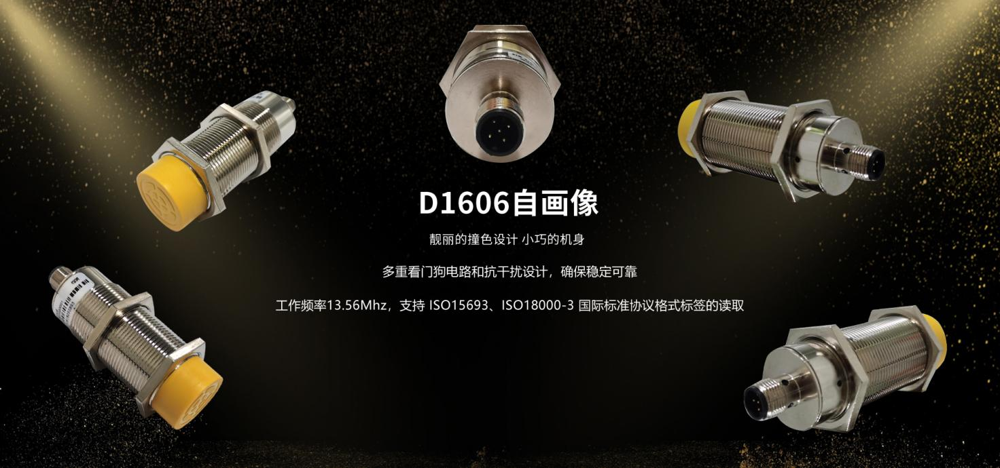 D1606自画像
靓丽的撞色设计 小巧的机身
多重看门狗电路和抗干扰设计，确保稳定可靠
工作频率13.56Mhz，支持 ISO15693、ISO18000-3 国际标准协议格式标签的读取